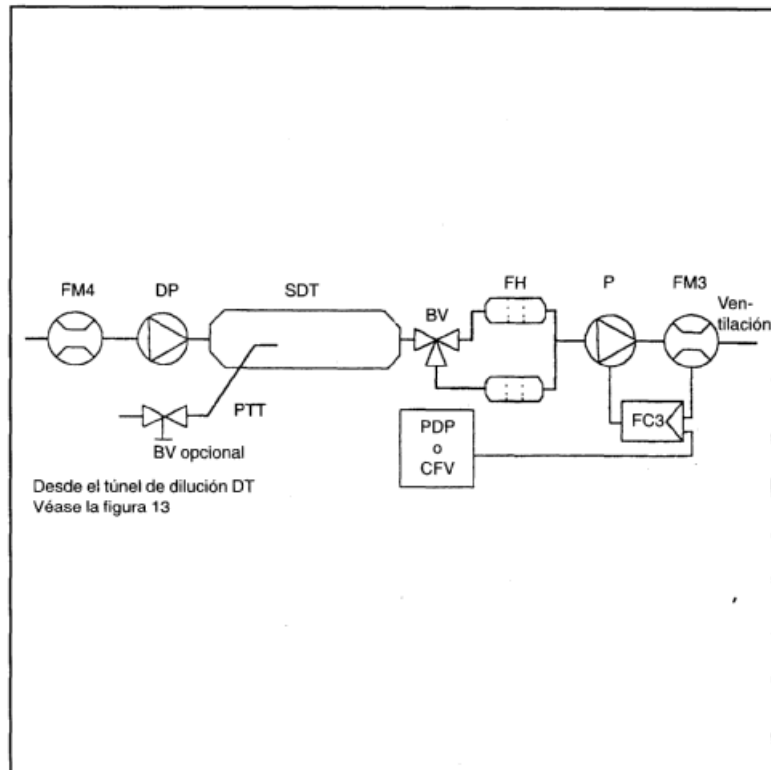 FM4
DP
SDT
BV
FH
P
FM3
Ven-
tilación
PTT
BV opcional
FC3
PDP
o
CFV
Desde el túnel de dilución DT
Véase la figura 13